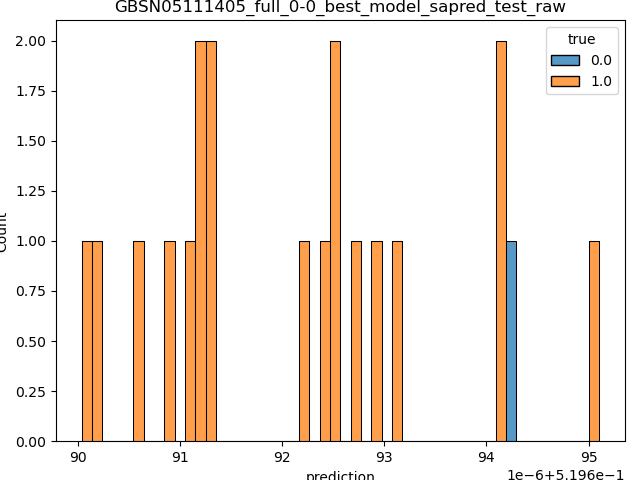 GBSN05111405_full_0-0_best_model_sapred_test_raw
2.00
1.75
1.50
1.25
1.00
0.75
0.50
0.25
0.00
Count
true
0.0
1.0
90 91 92 93 94 95
prediction
1e−6+5.196e−1